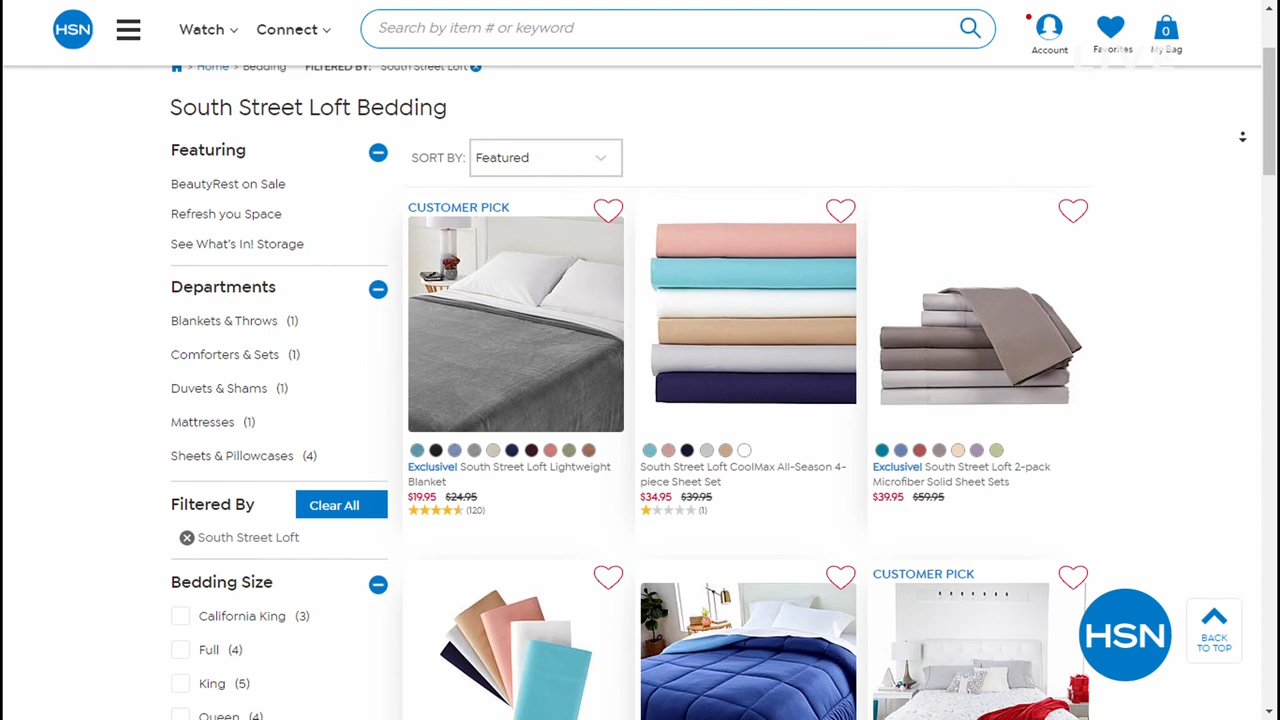 HSN
Watch
Connect
Search by item # or keyword
Account
Favorites
0
My Bag
LIVE
> Home > Bedding FILTERED BY: South Street Loft
South Street Loft Bedding
Featuring
BeautyRest on Sale
Refresh you Space
See What's In! Storage
Departments
Blankets & Throws (1)
Comforters & Sets (1)
Duvets & Shams (1)
Mattresses (1)
Sheets & Pillowcases (4)
Filtered By
Clear All
South Street Loft
Bedding Size
California King (3)
Full (4)
King (5)
Queen (4)
SORT BY: Featured
CUSTOMER PICK
Exclusive! South Street Loft Lightweight
Blanket
$19.95 $24.95
(120)
South Street Loft CoolMax All-Season 4-
piece Sheet Set
$34.95 $39.95
(1)
Exclusive! South Street Loft 2-pack
Microfiber Solid Sheet Sets
$39.95 $59.95
CUSTOMER PICK
HSN
BACK
TO TOP